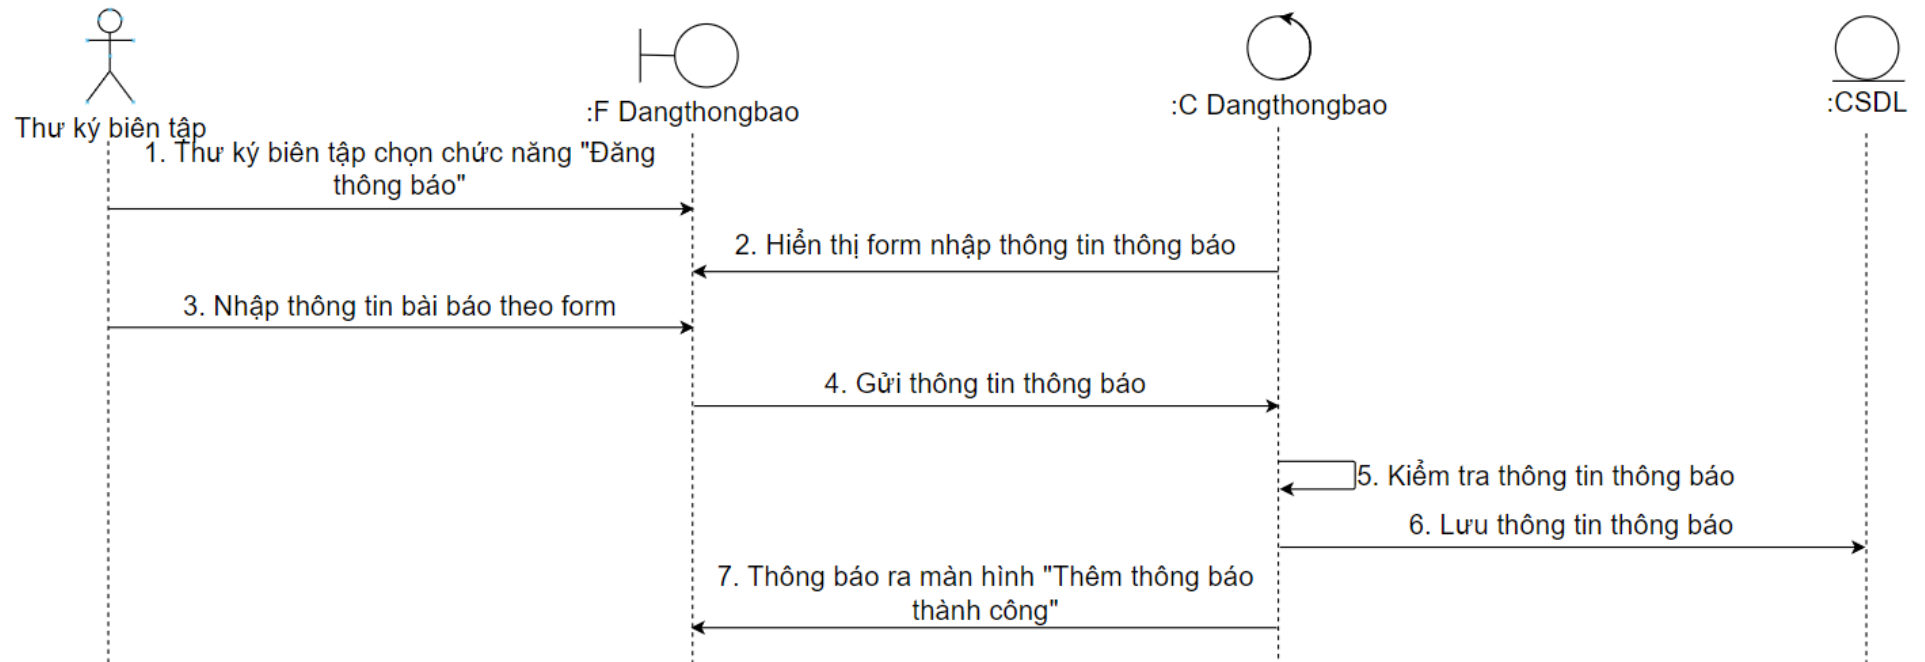 :F Dangthongbao
:C Dangthongbao
:CSDL
Thư ký biên tập
1. Thư ký biên tập chọn chức năng "Đăng
thông báo"
2. Hiển thị form nhập thông tin thông báo
3. Nhập thông tin bài báo theo form
4. Gửi thông tin thông báo
5. Kiểm tra thông tin thông báo
6. Lưu thông tin thông báo
7. Thông báo ra màn hình "Thêm thông báo
thành công"